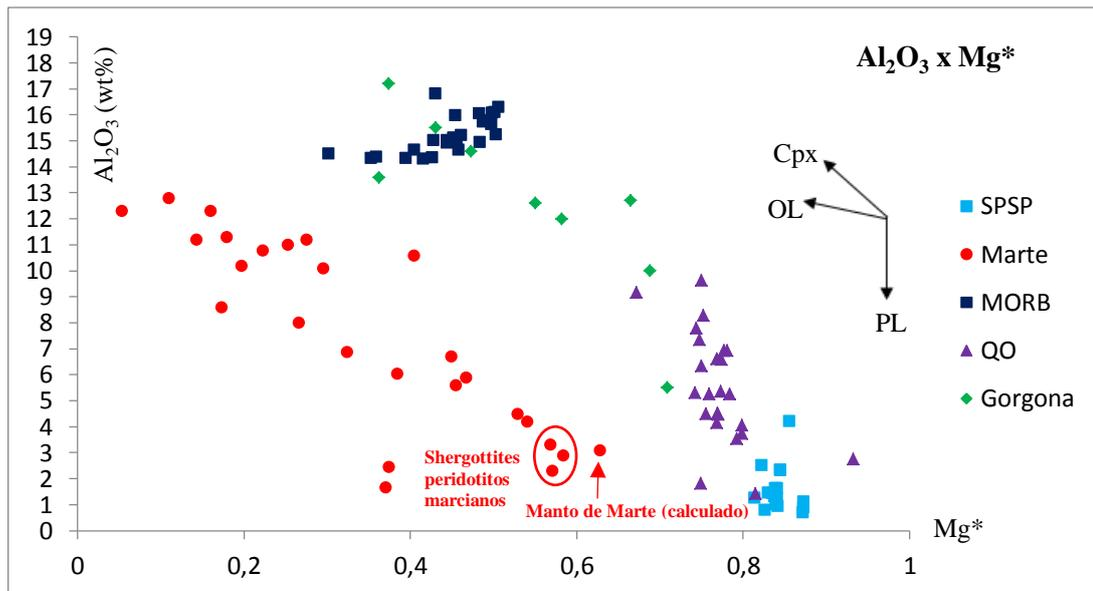 Al₂O₃ x Mg*
Al₂O₃ (wt%)
19
18
17
16
15
14
13
12
11
10
9
8
7
6
5
4
3
2
1
0
Cpx
OL
PL
SPSP
Marte
MORB
QO
Gorgona
Shergottites
peridotitos
marcianos
Manto de Marte (calculado)
Mg*
0
0,2
0,4
0,6
0,8
1